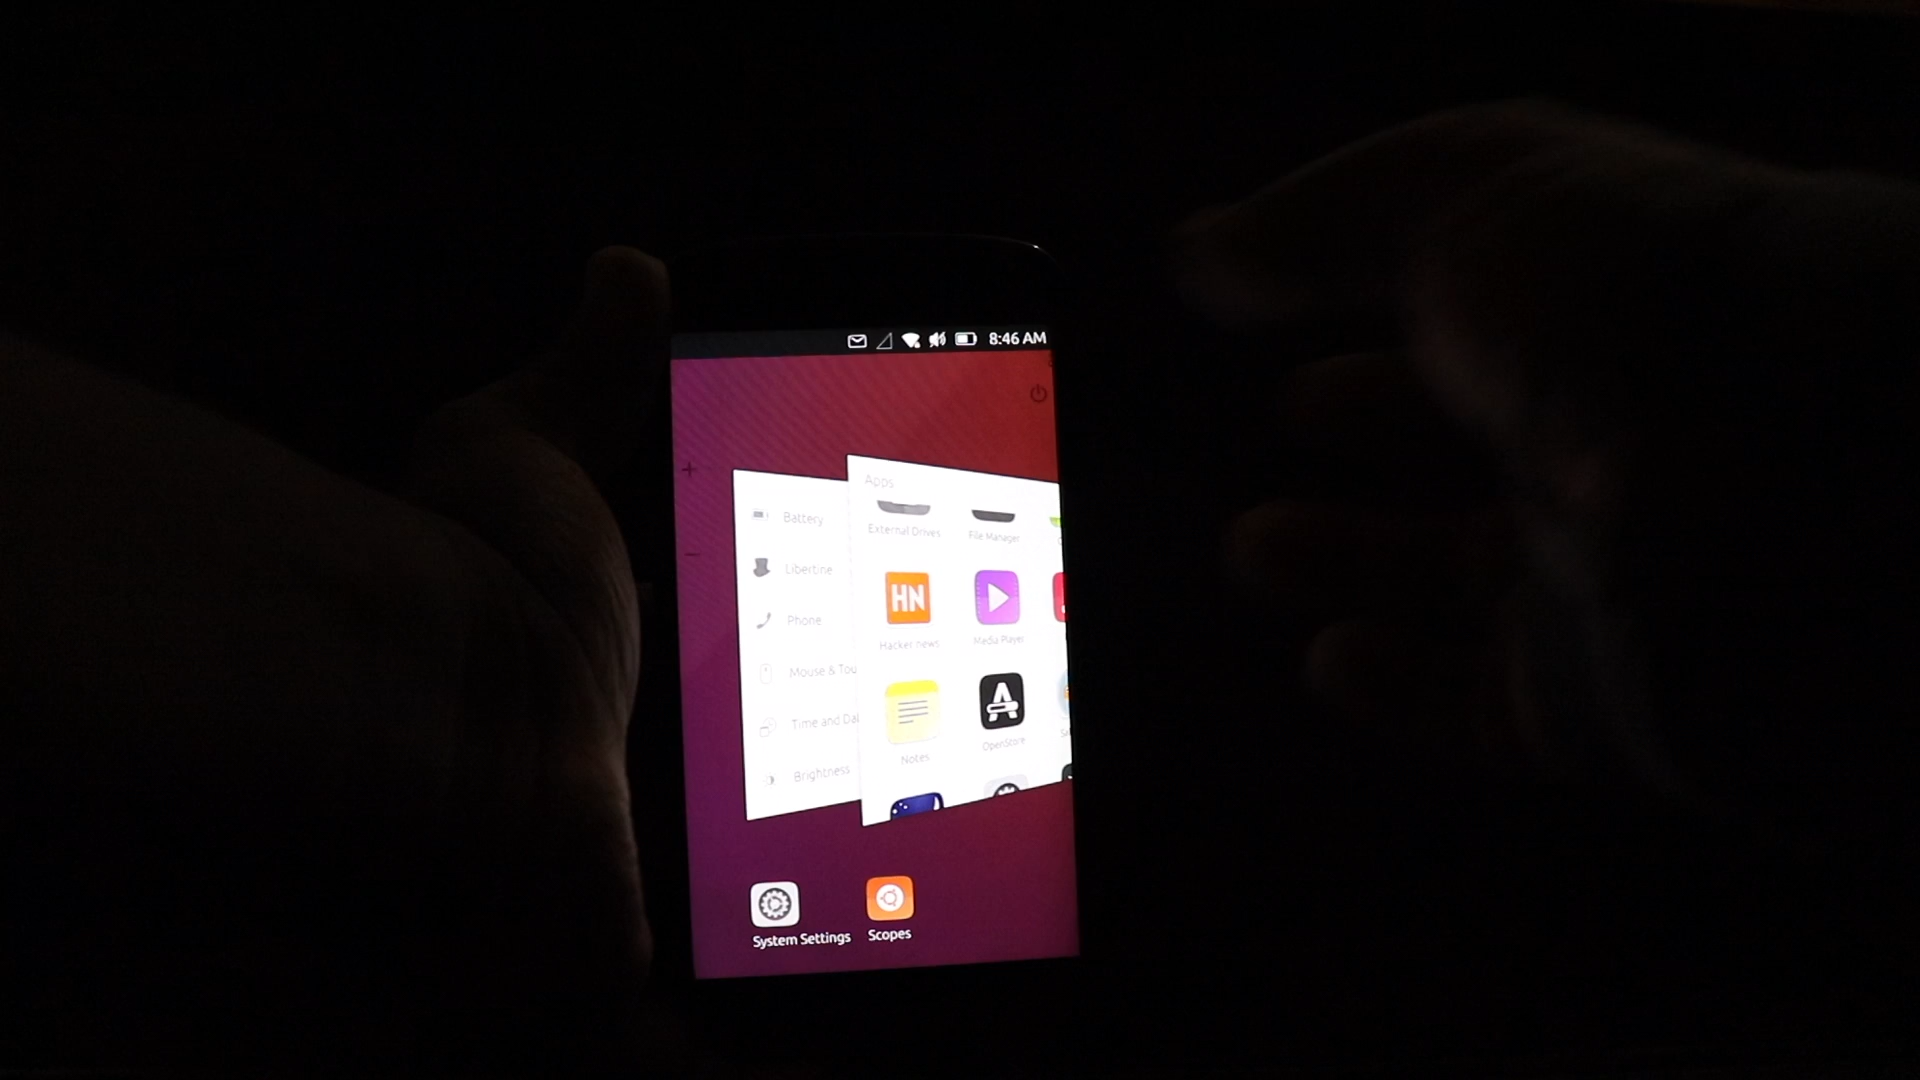 8:46 AM
Apps
Battery
Libertine
Phone
Mouse & Tou
Time and Da
Brightness
External Drives
File Manager
HN
Hacker news
Media Player
Notes
OpenStore
System Settings
Scopes